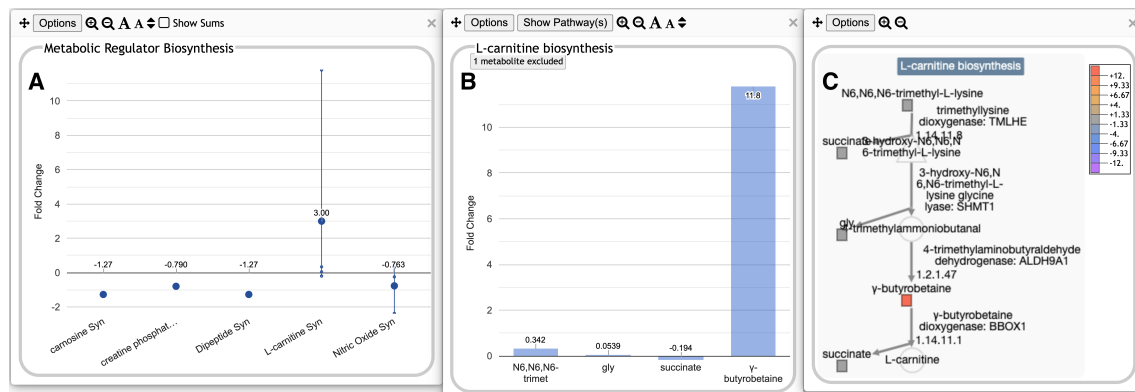 Options
Show Sums
Metabolic Regulator Biosynthesis
A
Fold Change
10
8
6
4
2
0
-2
-1.27
-0.790
-1.27
3.00
-0.763
carnosine Syn
creatine phosphat...
Dipeptide Syn
L-carnitine Syn
Nitric Oxide Syn
Options
Show Pathway(s)
L-carnitine biosynthesis
1 metabolite excluded
B
Fold Change
10
8
6
4
2
0
0.342
0.0539
-0.194
11.8
N6,N6,N6-
trimet
gly
succinate
γ-
butyrobetaine
Options
C
L-carnitine biosynthesis
N6,N6,N6-trimethyl-L-lysine
trimethyllysine
dioxygenase: TMLHE
1.14.11.8
succinate
3-hydroxy-N6,N6,N
6-trimethyl-L-lysine
3-hydroxy-N6,N
6,N6-trimethyl-L-
lysine glycine
lyase: SHMT1
gly
4-trimethylammoniobutanal
4-trimethylaminobutyraldehyde
dehydrogenase: ALDH9A1
1.2.1.47
γ-butyrobetaine
γ-butyrobetaine
dioxygenase: BBOX1
1.14.11.1
succinate
L-carnitine
+12.
+9.33
+6.67
+4.
+1.33
-1.33
-4.
-6.67
-9.33
-12.